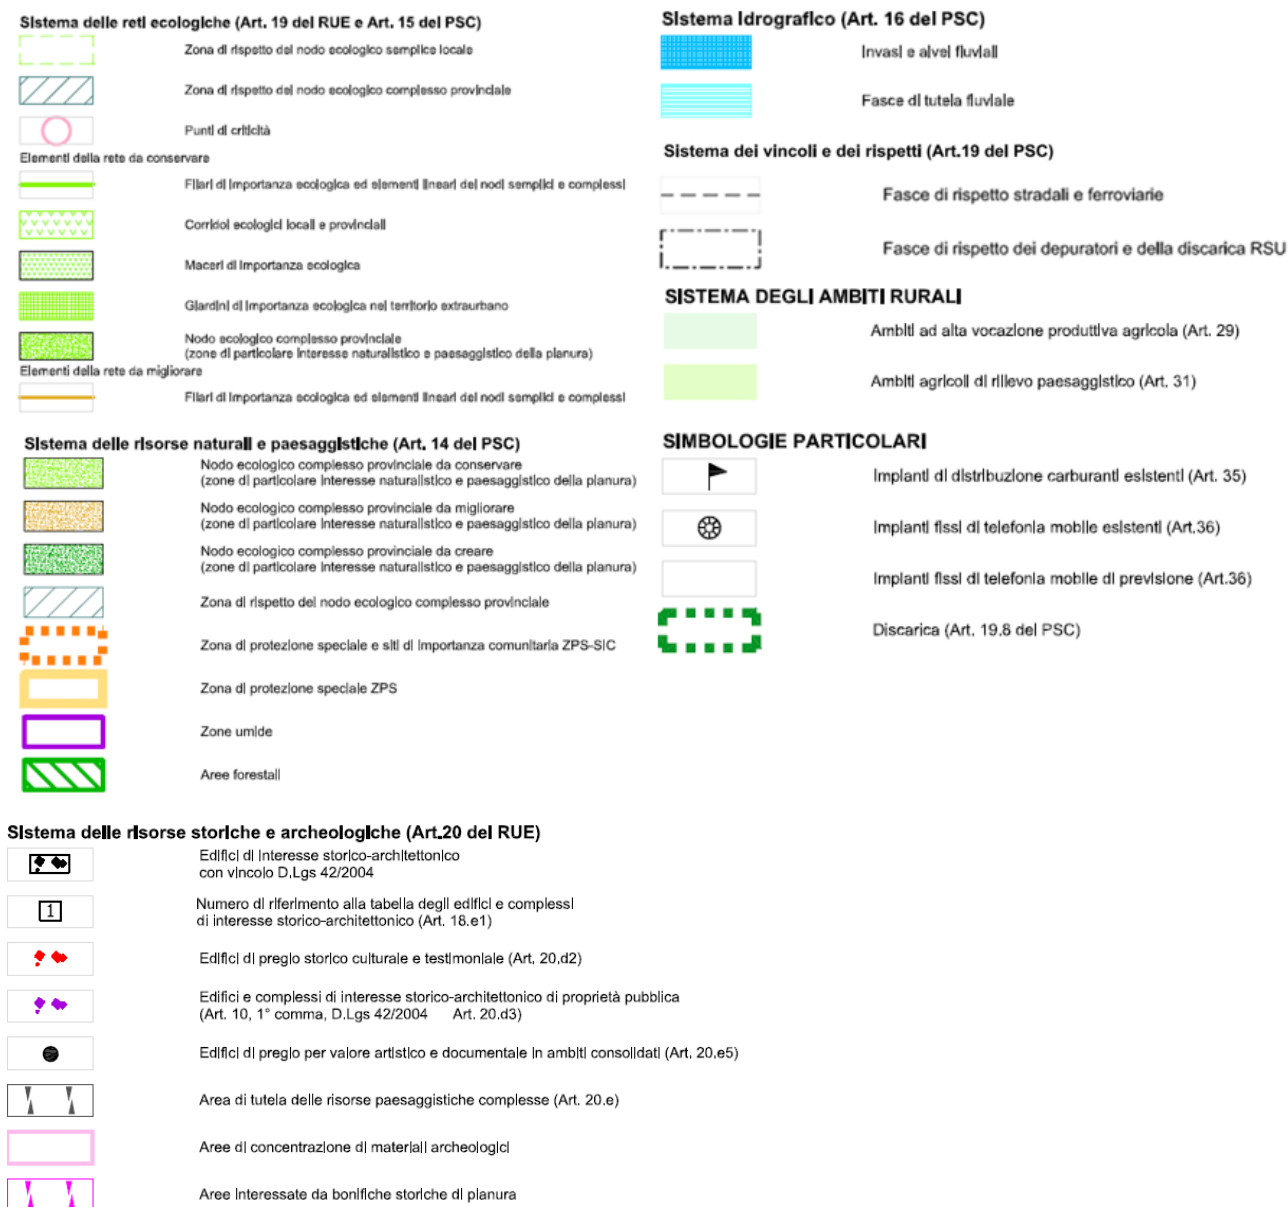 Sistema delle reti ecologiche (Art. 19 del RUE e Art. 15 del PSC)
Zona di rispetto del nodo ecologico semplice locale
Zona di rispetto del nodo ecologico complesso provinciale
Punti di criticità
Elementi della rete da conservare
Filari di importanza ecologica ed elementi lineari dei nodi semplici e complessi
Corridoi ecologici locali e provinciali
Maceri di importanza ecologica
Giardini di importanza ecologica nel territorio extraurbano
Nodo ecologico complesso provinciale
(zone di particolare interesse naturalistico e paesaggistico della planura)
Elementi della rete da migliorare
Filari di importanza ecologica ed elementi lineari dei nodi semplici e complessi
Sistema delle risorse naturali e paesaggistiche (Art. 14 del PSC)
Nodo ecologico complesso provinciale da conservare
(zone di particolare interesse naturalistico e paesaggistico della planura)
Nodo ecologico complesso provinciale da migliorare
(zone di particolare interesse naturalistico e paesaggistico della planura)
Nodo ecologico complesso provinciale da creare
(zone di particolare interesse naturalistico e paesaggistico della planura)
Zona di rispetto del nodo ecologico complesso provinciale
Zona di protezione speciale e siti di importanza comunitaria ZPS-SIC
Zona di protezione speciale ZPS
Zone umide
Aree forestali
Sistema delle risorse storiche e archeologiche (Art.20 del RUE)
Edifici di interesse storico-architettonico
con vincolo D.Lgs 42/2004
1
Numero di riferimento alla tabella degli edifici e complessi
di interesse storico-architettonico (Art. 18.e1)
Edifici di pregio storico culturale e testimoniale (Art. 20.d2)
Edifici e complessi di interesse storico-architettonico di proprietà pubblica
(Art. 10, 1° comma, D.Lgs 42/2004 Art. 20.d3)
Edifici di pregio per valore artistico e documentale in ambiti consolidati (Art. 20.e5)
Area di tutela delle risorse paesaggistiche complesse (Art. 20.e)
Aree di concentrazione di materiali archeologici
Aree interessate da bonifiche storiche di planura
Sistema idrografico (Art. 16 del PSC)
Invasi e alvei fluviali
Fasce di tutela fluviale
Sistema dei vincoli e dei rispetti (Art.19 del PSC)
Fasce di rispetto stradali e ferroviarie
Fasce di rispetto dei depuratori e della discarica RSU
SISTEMA DEGLI AMBITI RURALI
Ambiti ad alta vocazione produttiva agricola (Art. 29)
Ambiti agricoli di rilievo paesaggistico (Art. 31)
SIMBOLOGIE PARTICOLARI
Impianti di distribuzione carburanti esistenti (Art. 35)
Impianti fissi di telefonia mobile esistenti (Art.36)
Impianti fissi di telefonia mobile di previsione (Art.36)
Discarica (Art. 19.8 del PSC)